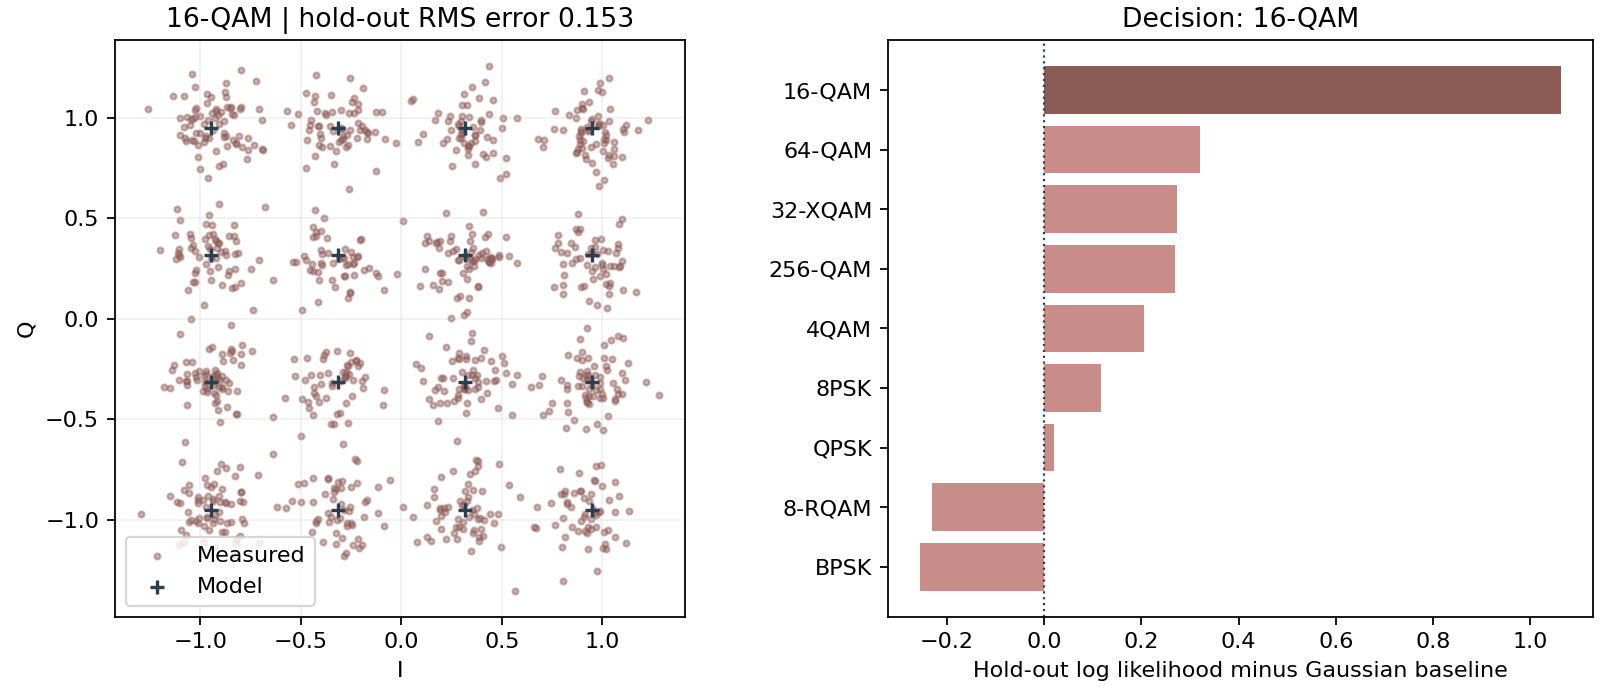 16-QAM | hold-out RMS error 0.153
1.0
0.5
0.0
−0.5
−1.0
Q
Measured
Model
−1.0
−0.5
0.0
0.5
1.0
I
Decision: 16-QAM
16-QAM
64-QAM
32-XQAM
256-QAM
4QAM
8PSK
QPSK
8-RQAM
BPSK
−0.2
0.0
0.2
0.4
0.6
0.8
1.0
Hold-out log likelihood minus Gaussian baseline